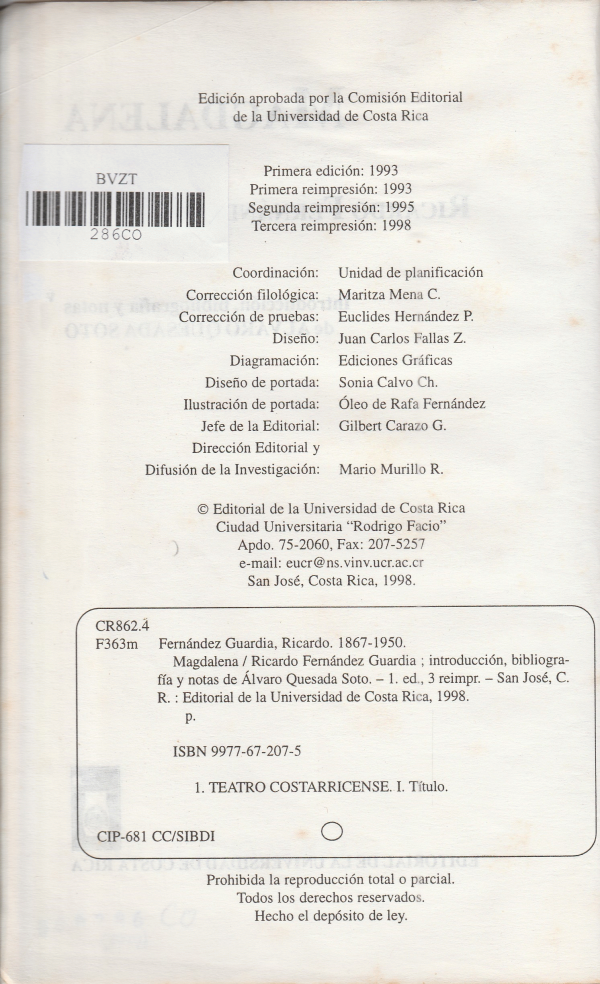 Edición aprobada por la Comisión Editorial
de la Universidad de Costa Rica
BVZT
286CO
Primera edición: 1993
Primera reimpresión: 1993
Segunda reimpresión: 1995
Tercera reimpresión: 1998
Coordinación: Unidad de planificación
Corrección filológica: Maritza Mena C.
Corrección de pruebas: Euclides Hernández P.
Diseño: Juan Carlos Fallas Z.
Diagramación: Ediciones Gráficas
Diseño de portada: Sonia Calvo Ch.
Ilustración de portada: Óleo de Rafa Fernández
Jefe de la Editorial: Gilbert Carazo G.
Dirección Editorial y
Difusión de la Investigación: Mario Murillo R.
© Editorial de la Universidad de Costa Rica
Ciudad Universitaria “Rodrigo Facio”
Apdo. 75-2060, Fax: 207-5257
e-mail: eucr@ns.vinv.ucr.ac.cr
San José, Costa Rica, 1998.
CR862.4
F363m Fernández Guardia, Ricardo. 1867-1950.
Magdalena / Ricardo Fernández Guardia ; introducción, bibliogra-
fía y notas de Álvaro Quesada Soto. – 1. ed., 3 reimpr. – San José, C.
R. : Editorial de la Universidad de Costa Rica, 1998.
p.
ISBN 9977-67-207-5
1. TEATRO COSTARRICENSE. I. Título.
CIP-681 CC/SIBDI
Prohibida la reproducción total o parcial.
Todos los derechos reservados.
Hecho el depósito de ley.